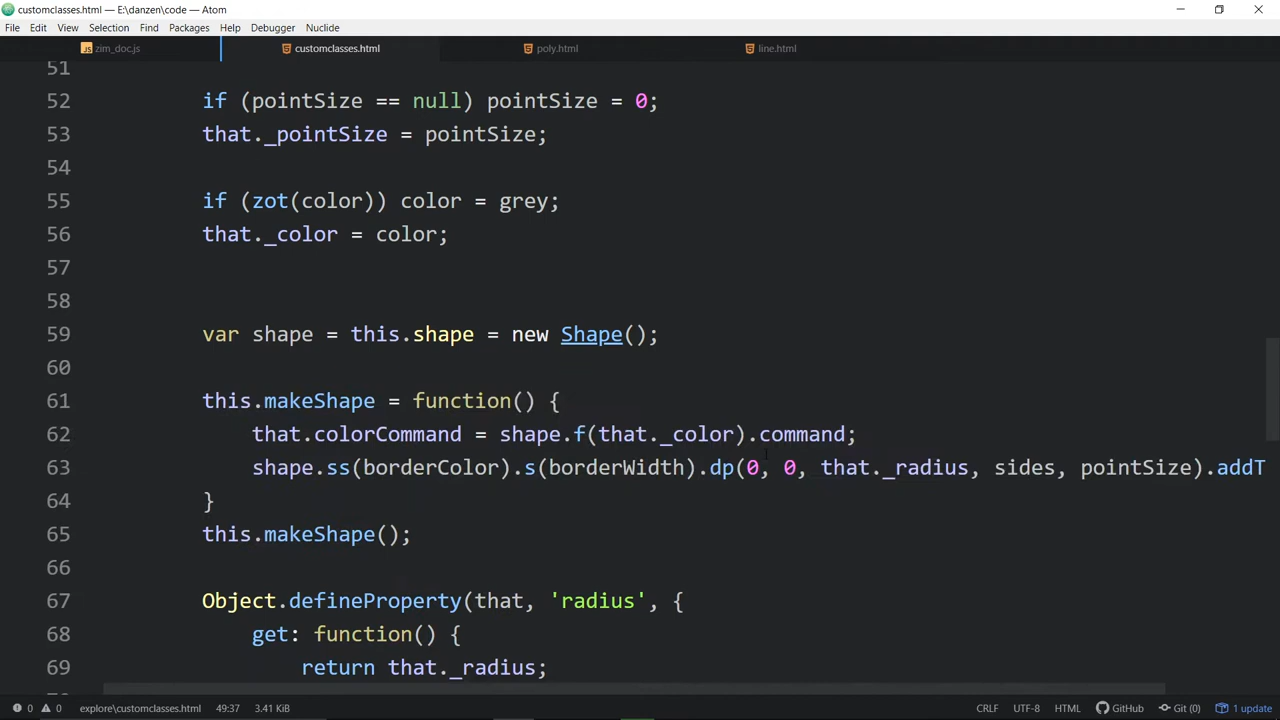 customclasses.html — E:\danzen\code — Atom
File Edit View Selection Find Packages Help Debugger Nuclide
zim_doc.js customclasses.html poly.html line.html
51
52 if (pointSize == null) pointSize = 0;
53 that._pointSize = pointSize;
54
55 if (zot(color)) color = grey;
56 that._color = color;
57
58
59 var shape = this.shape = new Shape();
60
61 this.makeShape = function() {
62 that.colorCommand = shape.f(that._color).command;
63 shape.ss(borderColor).s(borderWidth).dp(0, 0, that._radius, sides, pointSize).addT
64 }
65 this.makeShape();
66
67 Object.defineProperty(that, 'radius', {
68 get: function() {
69 return that._radius;
0 0 explore\customclasses.html 49:37 3.41 KiB CRLF UTF-8 HTML GitHub Git (0) 1 update